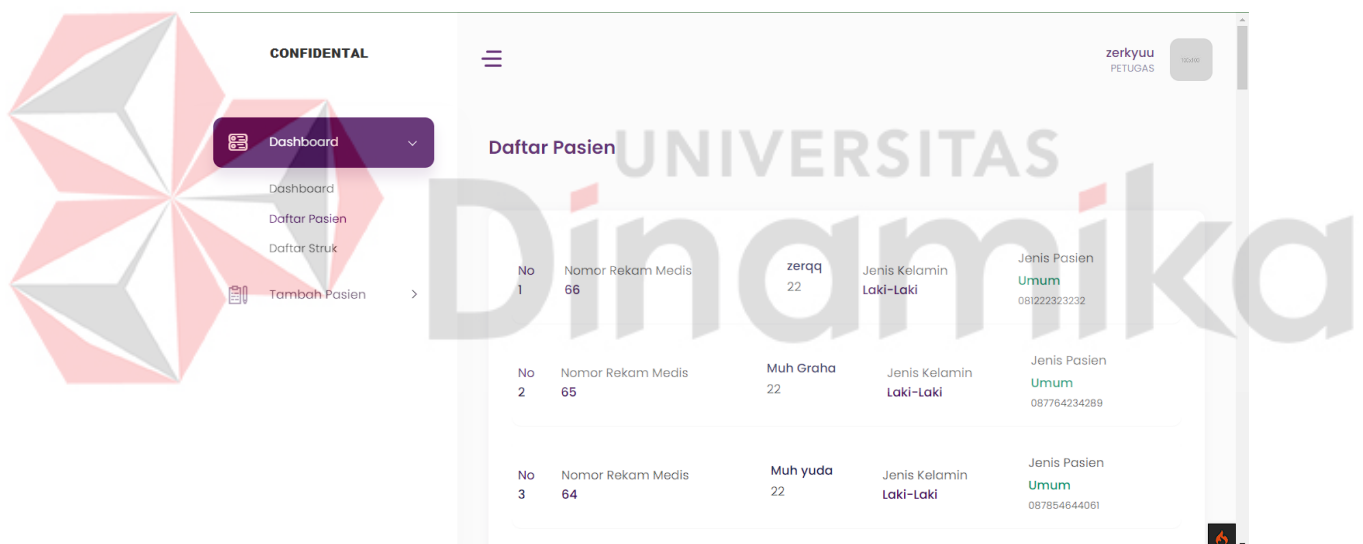 CONFIDENTAL
zerkyuu
PETUGAS
Dashboard
Dashboard
Daftar Pasien
Daftar Struk
Tambah Pasien
Daftar Pasien
UNIVERSITAS
Dinamika
No Nomor Rekam Medis zerqq Jenis Kelamin Jenis Pasien
1 66 22 Laki-Laki Umum
081222323232
No Nomor Rekam Medis Muh Graha Jenis Kelamin Jenis Pasien
2 65 22 Laki-Laki Umum
087764234289
No Nomor Rekam Medis Muh yuda Jenis Kelamin Jenis Pasien
3 64 22 Laki-Laki Umum
087854644061